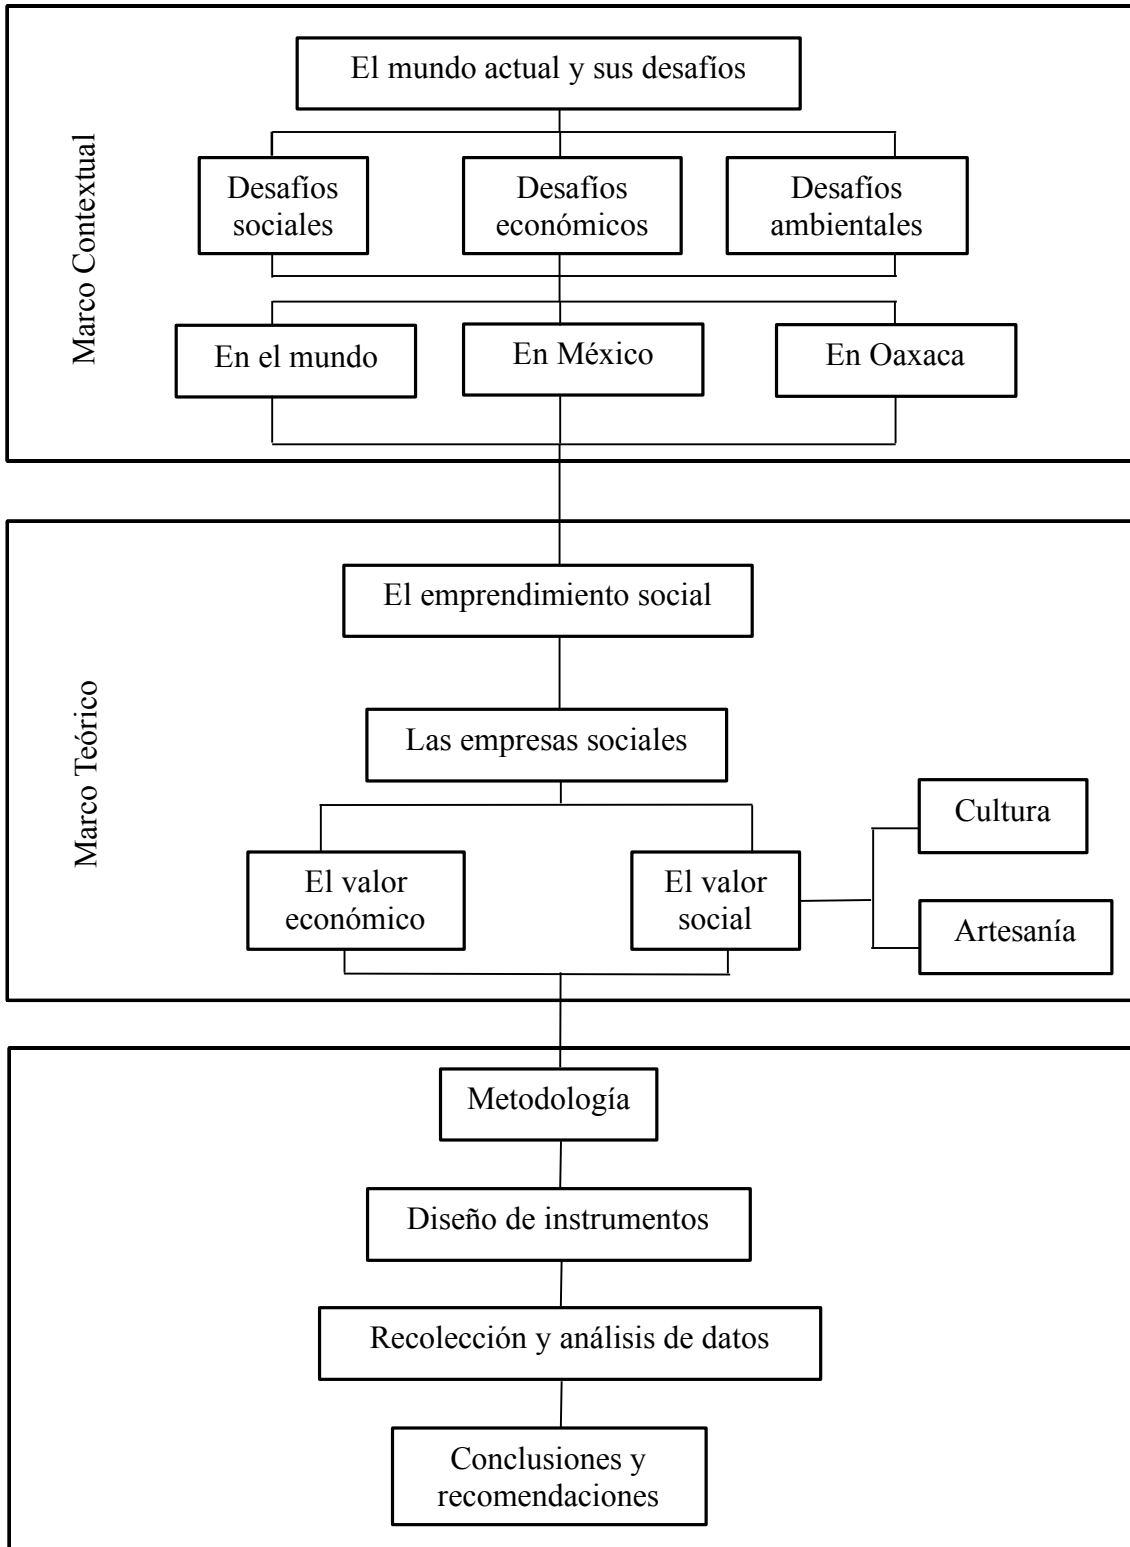 El mundo actual y sus desafíos
Marco Contextual
Desafíos
sociales
Desafíos
económicos
Desafíos
ambientales
En el mundo
En México
En Oaxaca
Marco Teórico
El emprendimiento social
Las empresas sociales
El valor
económico
El valor
social
Cultura
Artesanía
Metodología
Diseño de instrumentos
Recolección y análisis de datos
Conclusiones y
recomendaciones